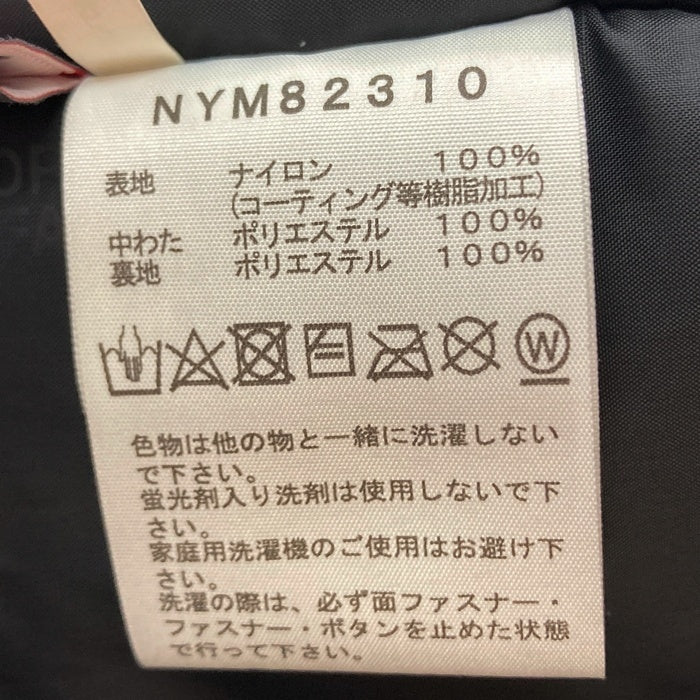 NYM82310
表地 ナイロン 100%
(コーティング等樹脂加工)
中わた ポリエステル 100%
裏地 ポリエステル 100%
W
色物は他の物と一緒に洗濯しない
で下さい。
蛍光剤入り洗剤は使用しないで下
さい。
家庭用洗濯機のご使用はお避け下
さい。
洗濯の際は、必ず面ファスナー・
ファスナー・ボタンを止めた状態
で行って下さい。